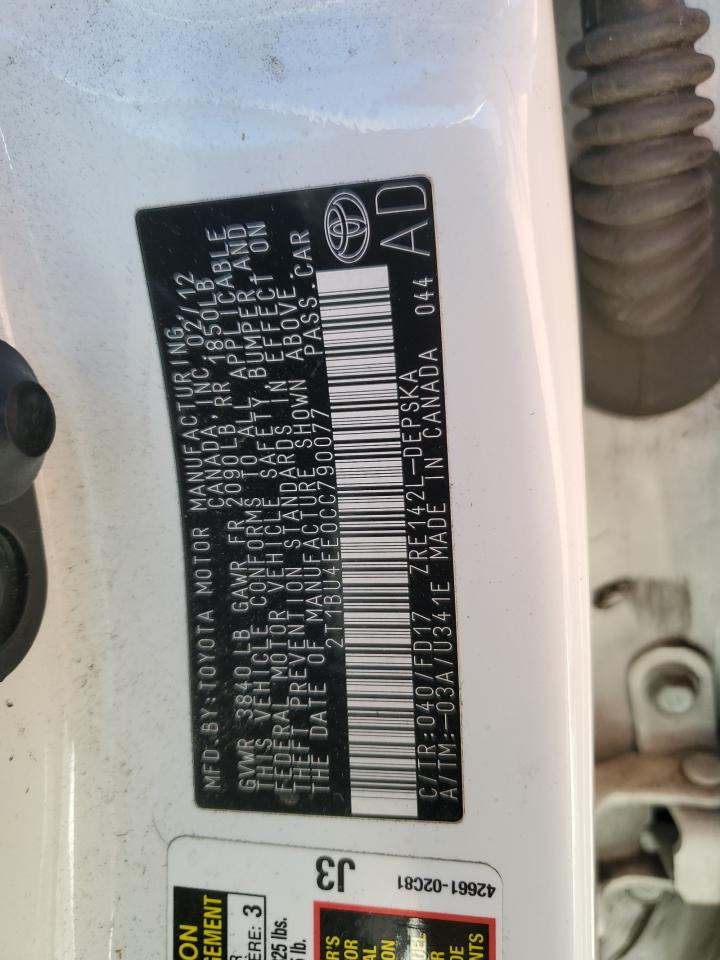 MFD.BY:TOYOTA MOTOR MANUFACTURING,
CANADA, INC. 02/12
GVWR 3840LB GAWR FR 2090LB RR 1850LB
THIS VEHICLE CONFORMS TO ALL APPLICABLE
FEDERAL MOTOR VEHICLE SAFETY, BUMPER AND
THEFT PREVENTION STANDARDS IN EFFECT ON
THE DATE OF MANUFACTURE SHOWN ABOVE.
2T1BU4EE0CC790077 PASS.CAR
C/TR:040/FD17 ZRE142L-DEPSKA
A/TM:-03A/U341E MADE IN CANADA 044
AD
J3
42661-02C81